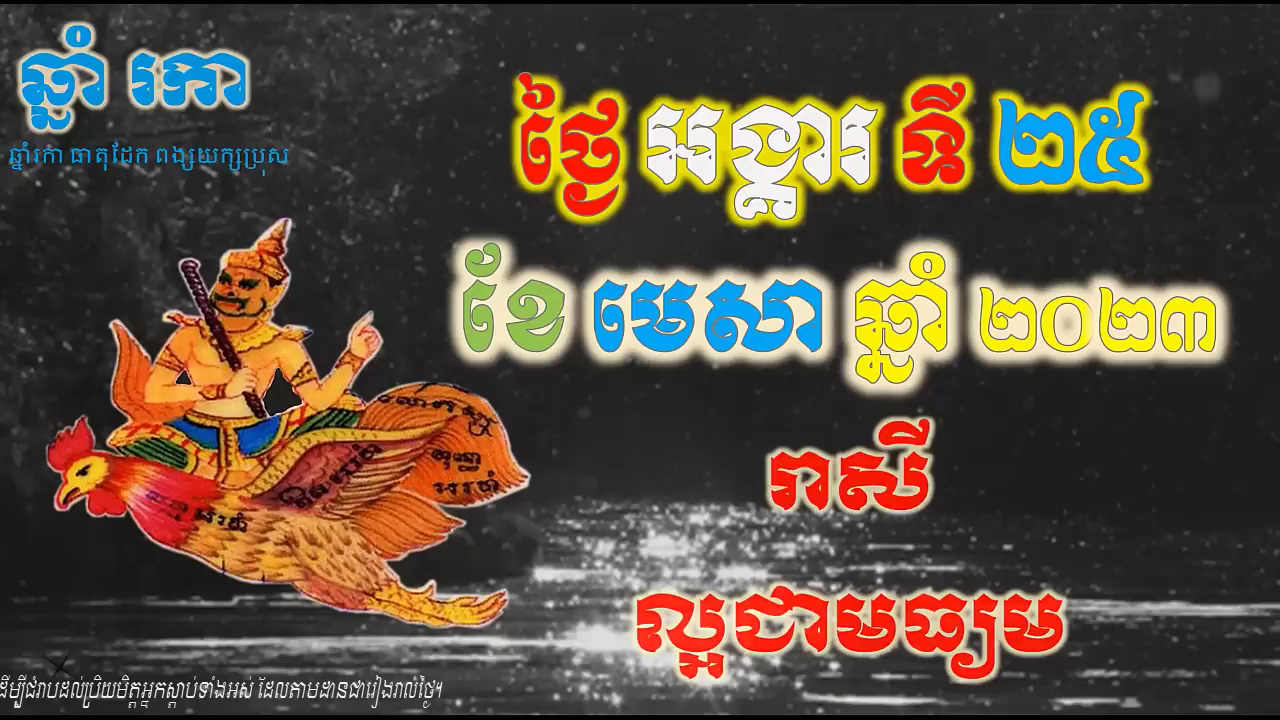 ឆ្នាំ រកា
ឆ្នាំរកា ធាតុដែក ពង្សយក្សប្រុស
ថ្ងៃ អង្គារ ទី ២៥
ខែ មេសា ឆ្នាំ ២០២៣
រាសី
ល្អជាមធ្យម
ដើម្បីជំរាបដល់ប្រិយមិត្តអ្នកស្តាប់ទាំងអស់ ដែលតាមដានជារៀងរាល់ថ្ងៃ។